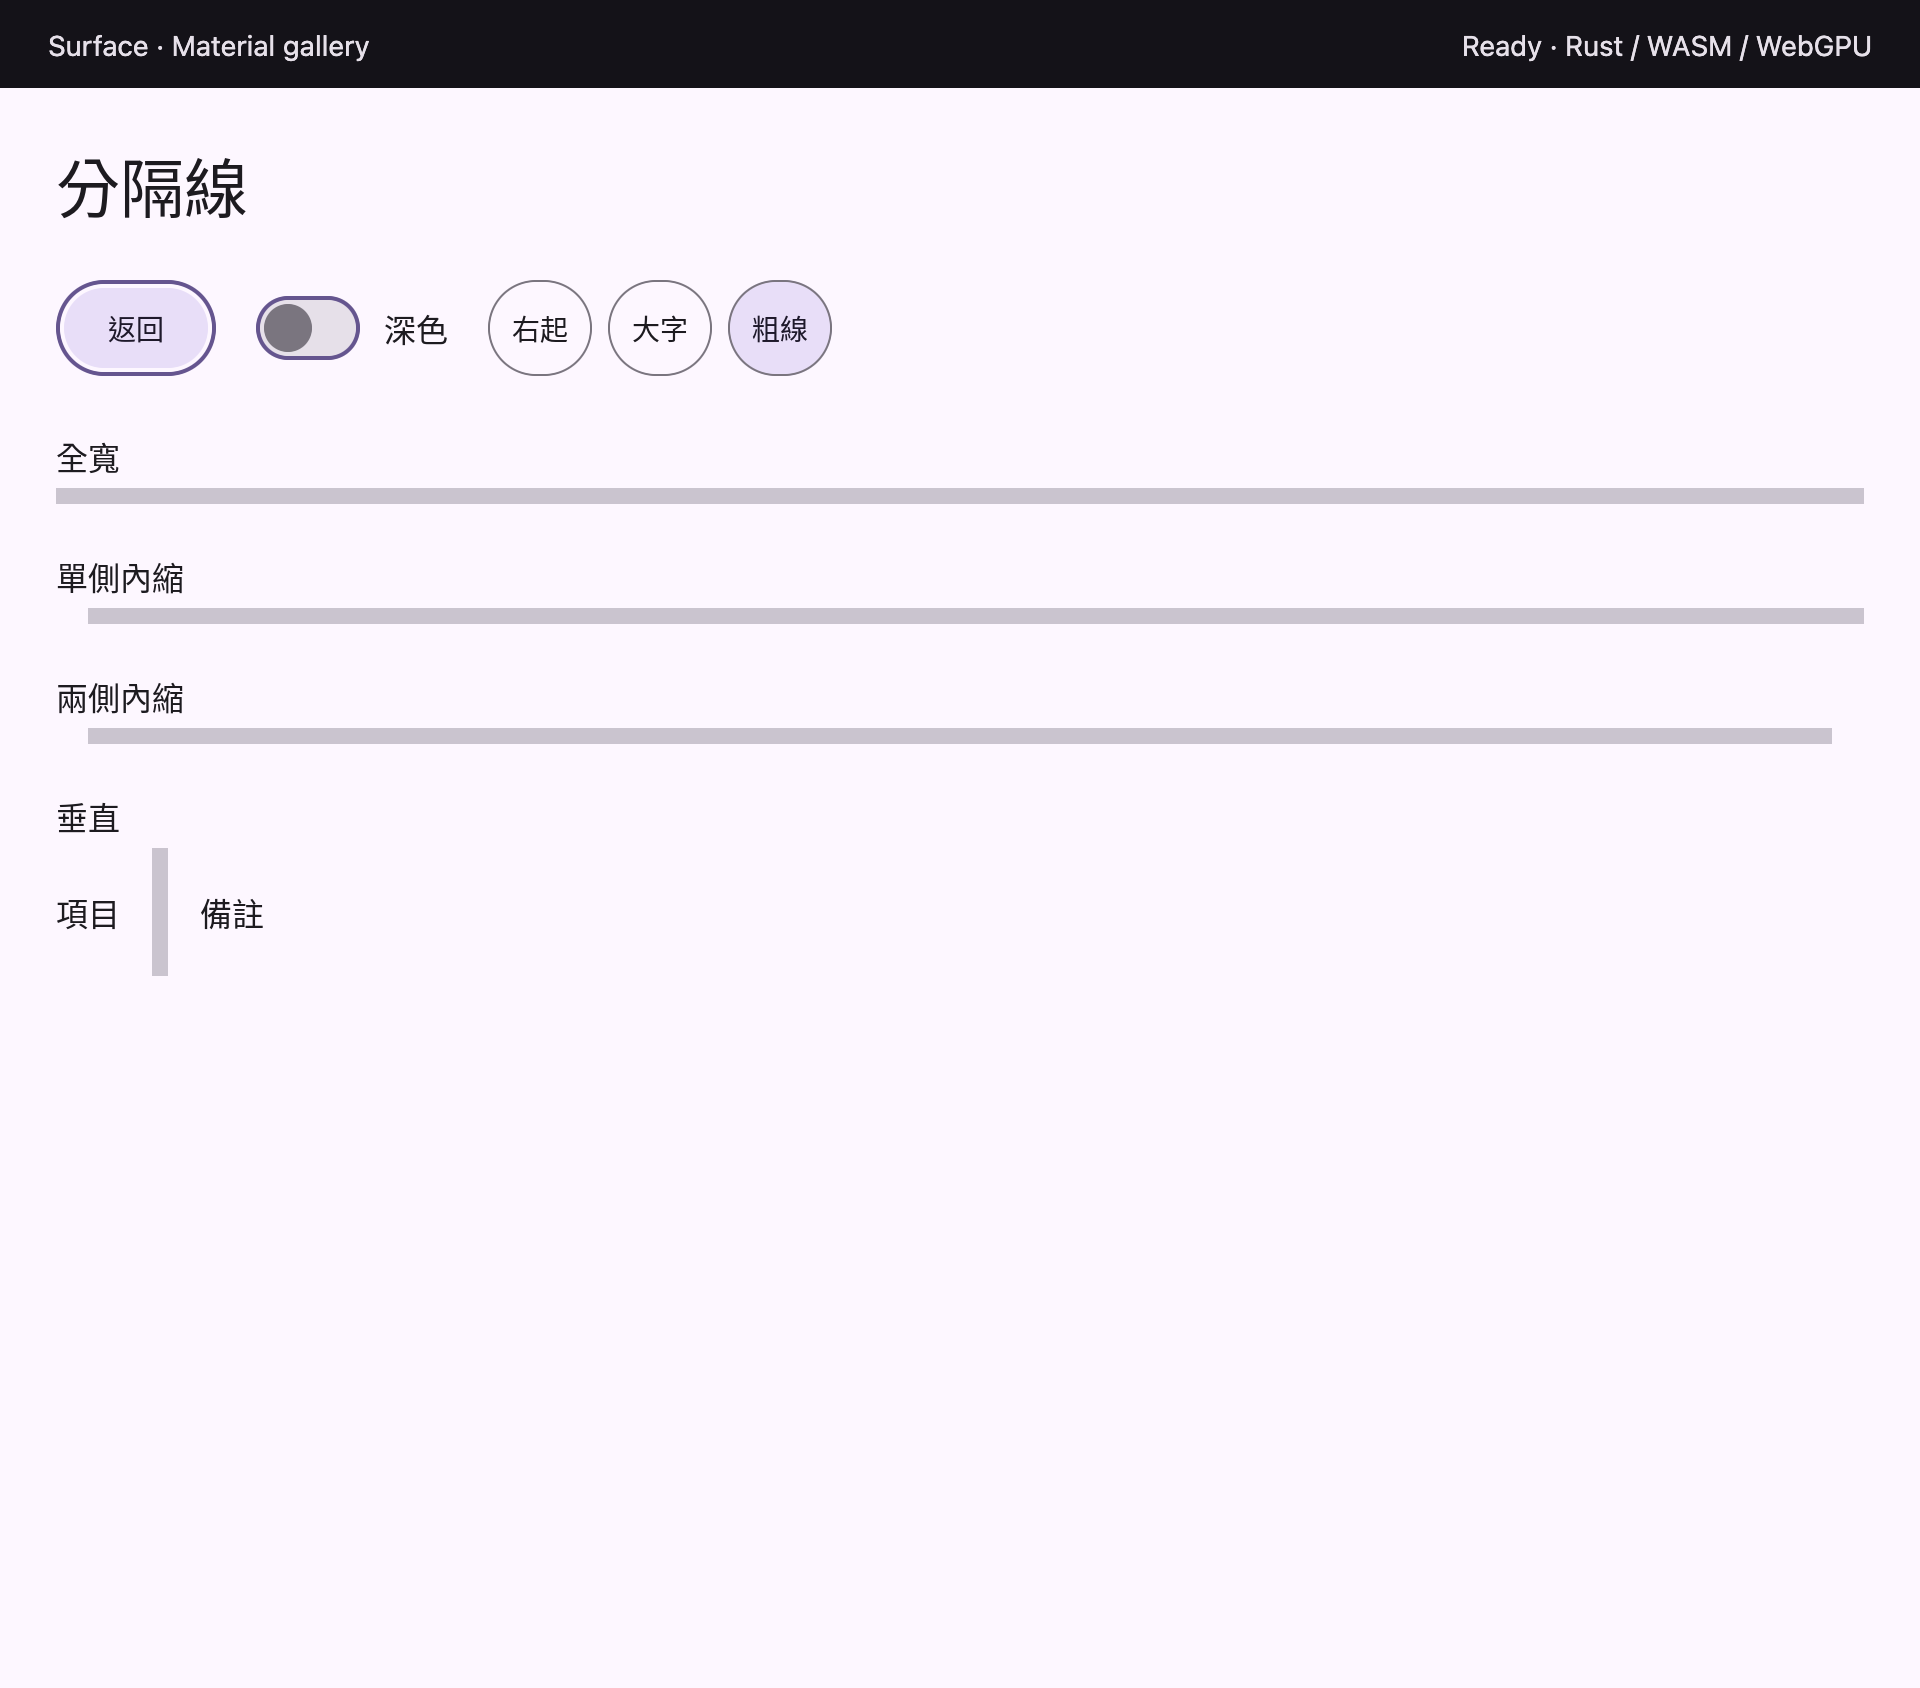 Surface · Material gallery
Ready · Rust / WASM / WebGPU
分隔線
返回 深色 右起 大字 粗線
全寬
單側內縮
兩側內縮
垂直
項目 備註